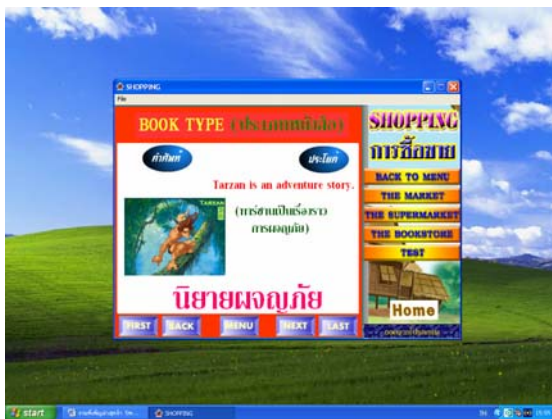 SHOPPING
File
BOOK TYPE (ประเภทหนังสือ)
คำศัพท์
ประโยค
Tarzan is an adventure story.
TARZAN
(ทาร์ซานเป็นเรื่องราว
การผจญภัย)
นิยายผจญภัย
FIRST
BACK
MENU
NEXT
LAST
SHOPPING
การซื้อขาย
BACK TO MENU
THE MARKET
THE SUPERMARKET
THE BOOKSTORE
TEST
Home
start
SHOPPING
TH